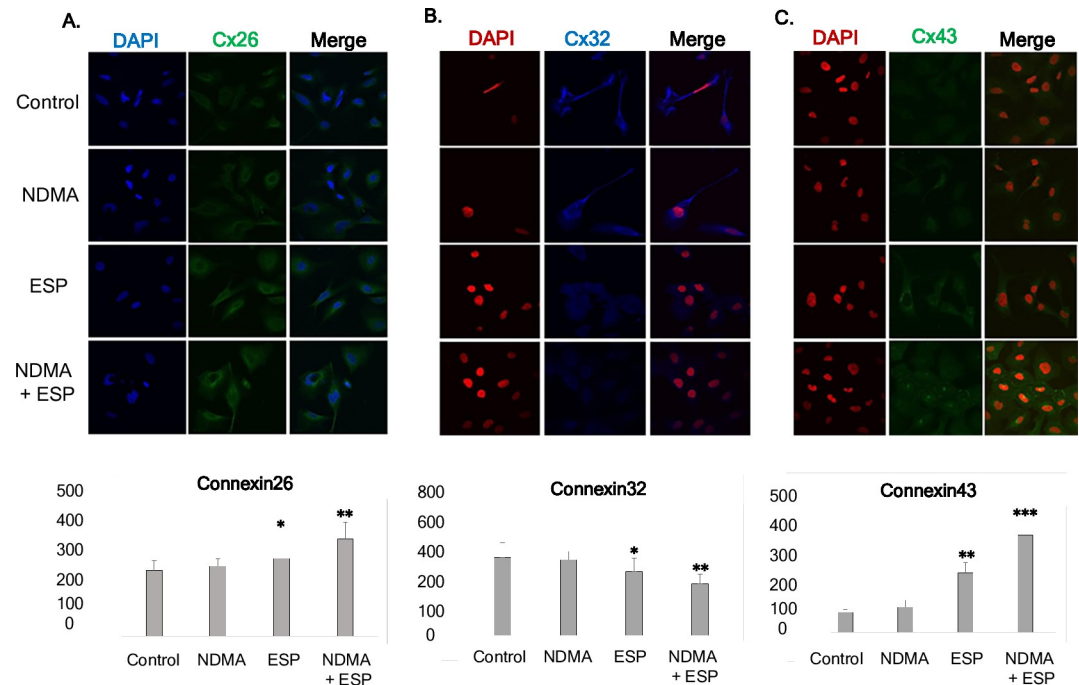 A.
B.
C.
DAPI Cx26 Merge
DAPI Cx32 Merge
DAPI Cx43 Merge
Control
NDMA
ESP
NDMA
+ ESP
Connexin26
500
400
300
200
100
0
*
**
Control NDMA ESP NDMA
+ ESP
Connexin32
800
600
400
200
100
0
*
**
Control NDMA ESP NDMA
+ ESP
Connexin43
500
400
300
200
100
0
**
***
Control NDMA ESP NDMA
+ ESP